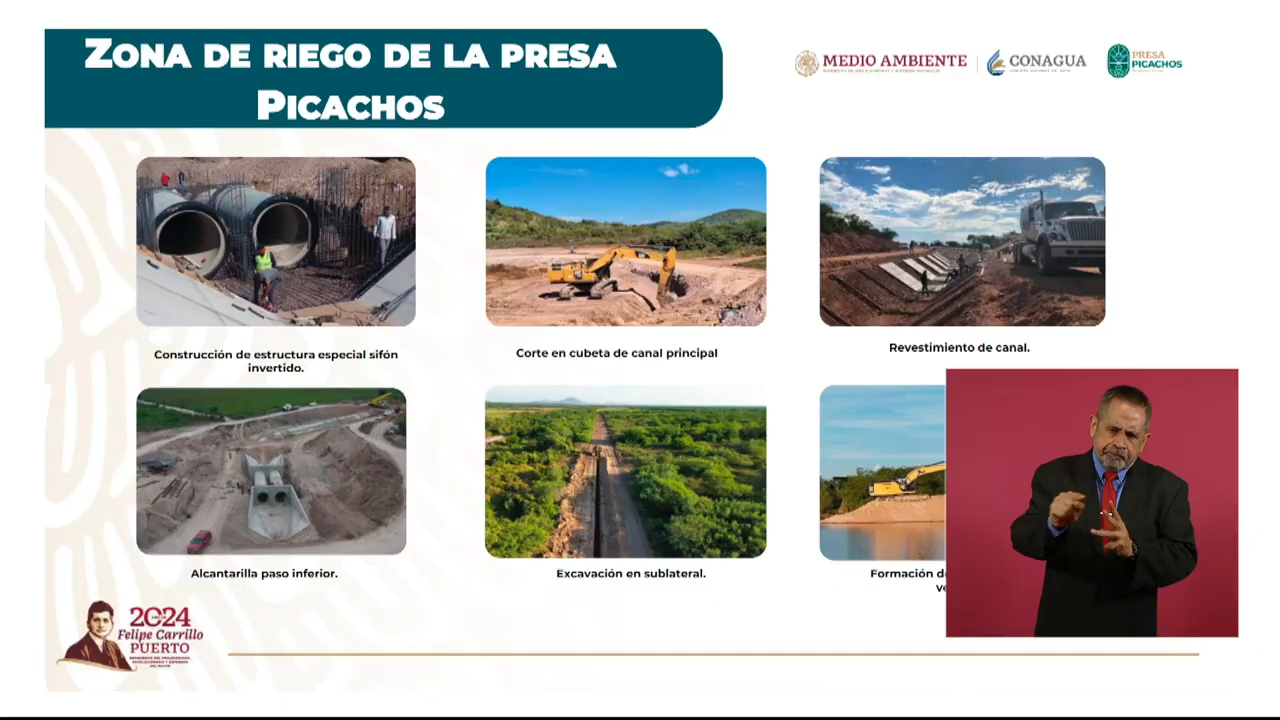 ZONA DE RIEGO DE LA PRESA
PICACHOS
MEDIO AMBIENTE
CONAGUA
PRESA
PICACHOS
Construcción de estructura especial sifón
invertido.
Corte en cubeta de canal principal
Revestimiento de canal.
Alcantarilla paso inferior.
Excavación en sublateral.
Formación
2024
Felipe Carrillo
PUERTO